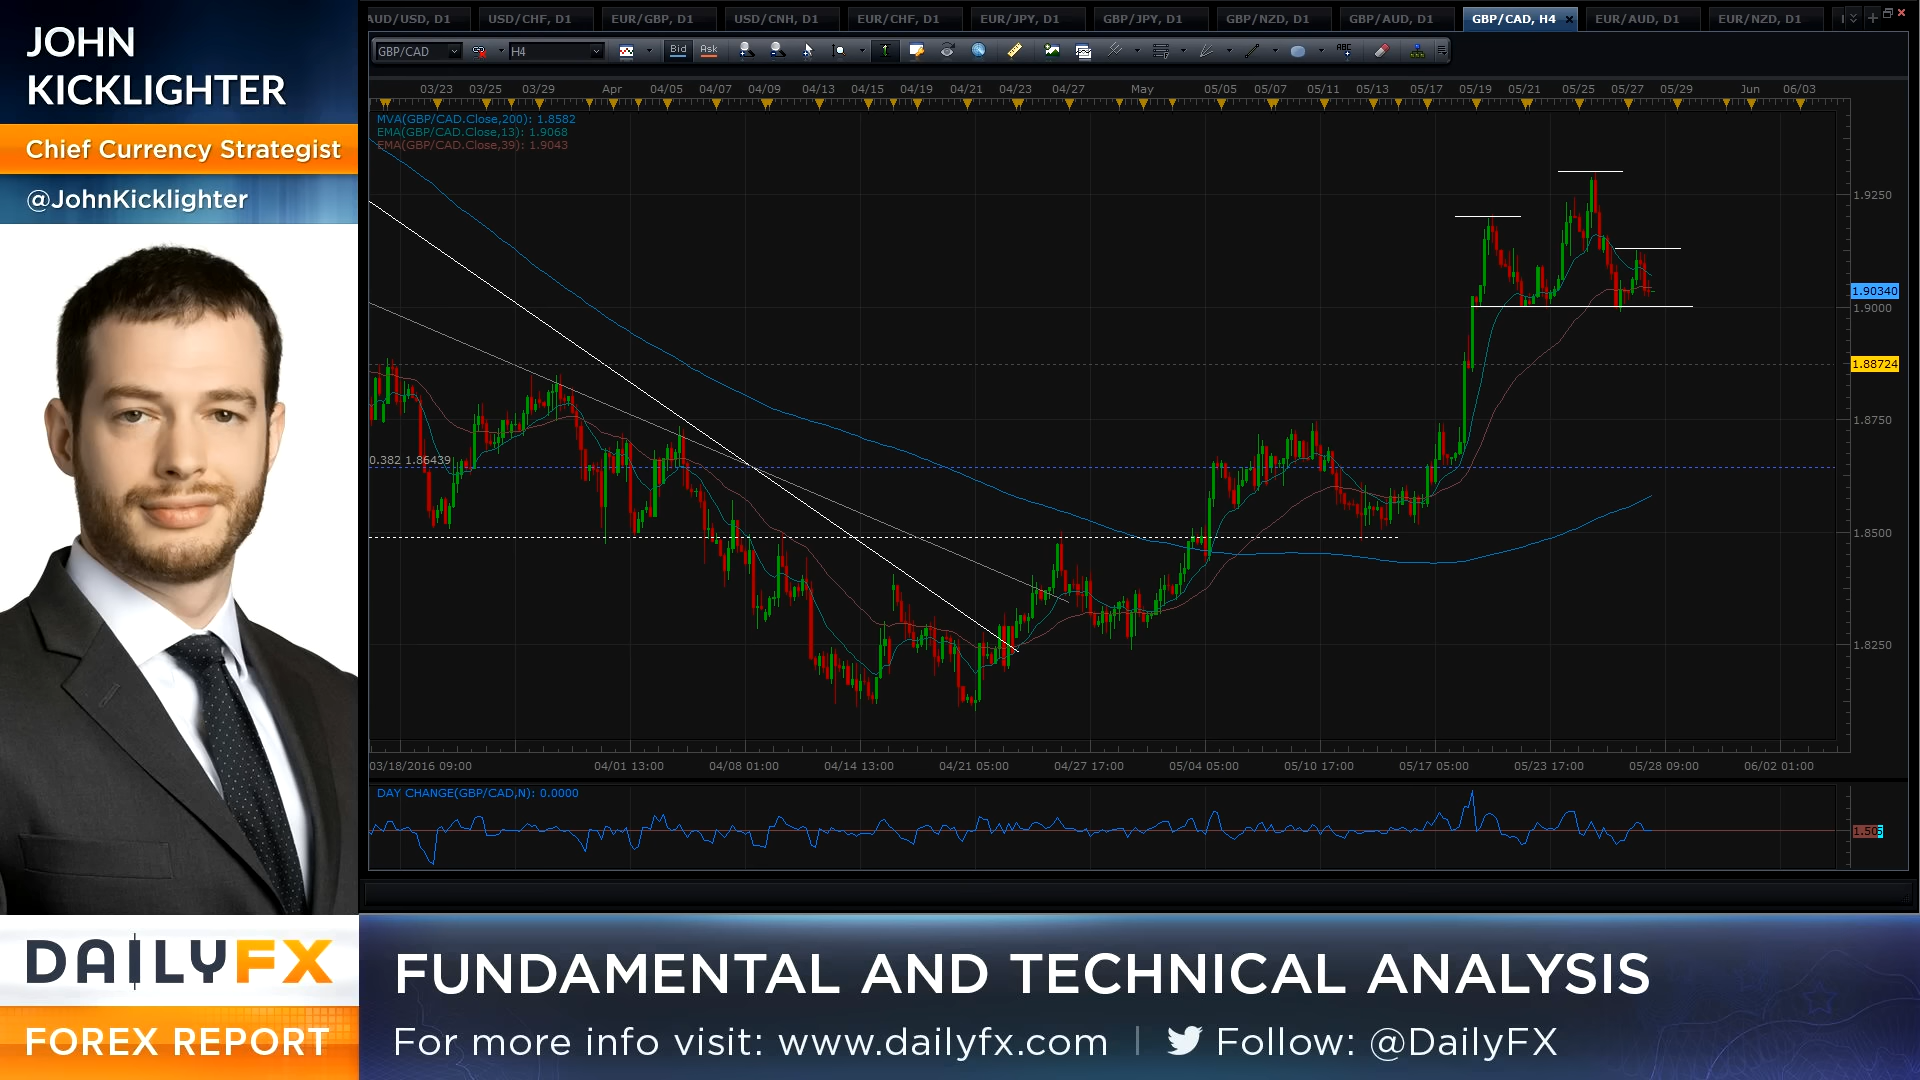 JOHN
KICKLIGHTER
Chief Currency Strategist
@JohnKicklighter
AUD/USD, D1
USD/CHF, D1
EUR/GBP, D1
USD/CNH, D1
EUR/CHF, D1
EUR/JPY, D1
GBP/JPY, D1
GBP/NZD, D1
GBP/AUD, D1
GBP/CAD, H4
EUR/AUD, D1
EUR/NZD, D1
GBP/CAD
H4
Bid
Ask
ABC
03/23 03/25 03/29 Apr 04/05 04/07 04/09 04/13 04/15 04/19 04/21 04/23 04/27 May 05/05 05/07 05/11 05/13 05/17 05/19 05/21 05/25 05/27 05/29 Jun 06/03
MVA(GBP/CAD.Close,200): 1.8582
EMA(GBP/CAD.Close,13): 1.9068
EMA(GBP/CAD.Close,39): 1.9043
1.9250
1.90340
1.9000
1.88724
1.8750
0.382 1.86439
1.8500
1.8250
03/18/2016 09:00 04/01 13:00 04/08 01:00 04/14 13:00 04/21 05:00 04/27 17:00 05/04 05:00 05/10 17:00 05/17 05:00 05/23 17:00 05/28 09:00 06/02 01:00
DAY CHANGE(GBP/CAD,N): 0.0000
DAILYFX
FOREX REPORT
FUNDAMENTAL AND TECHNICAL ANALYSIS
For more info visit: www.dailyfx.com | Follow: @DailyFX